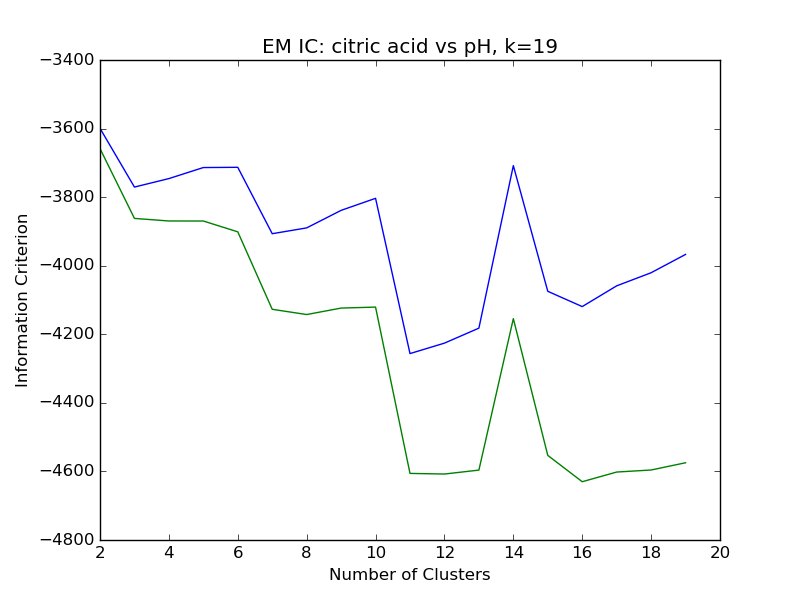 EM IC: citric acid vs pH, k=19
−3400
−3600
−3800
−4000
−4200
−4400
−4600
−4800
Information Criterion
2 4 6 8 10 12 14 16 18 20
Number of Clusters